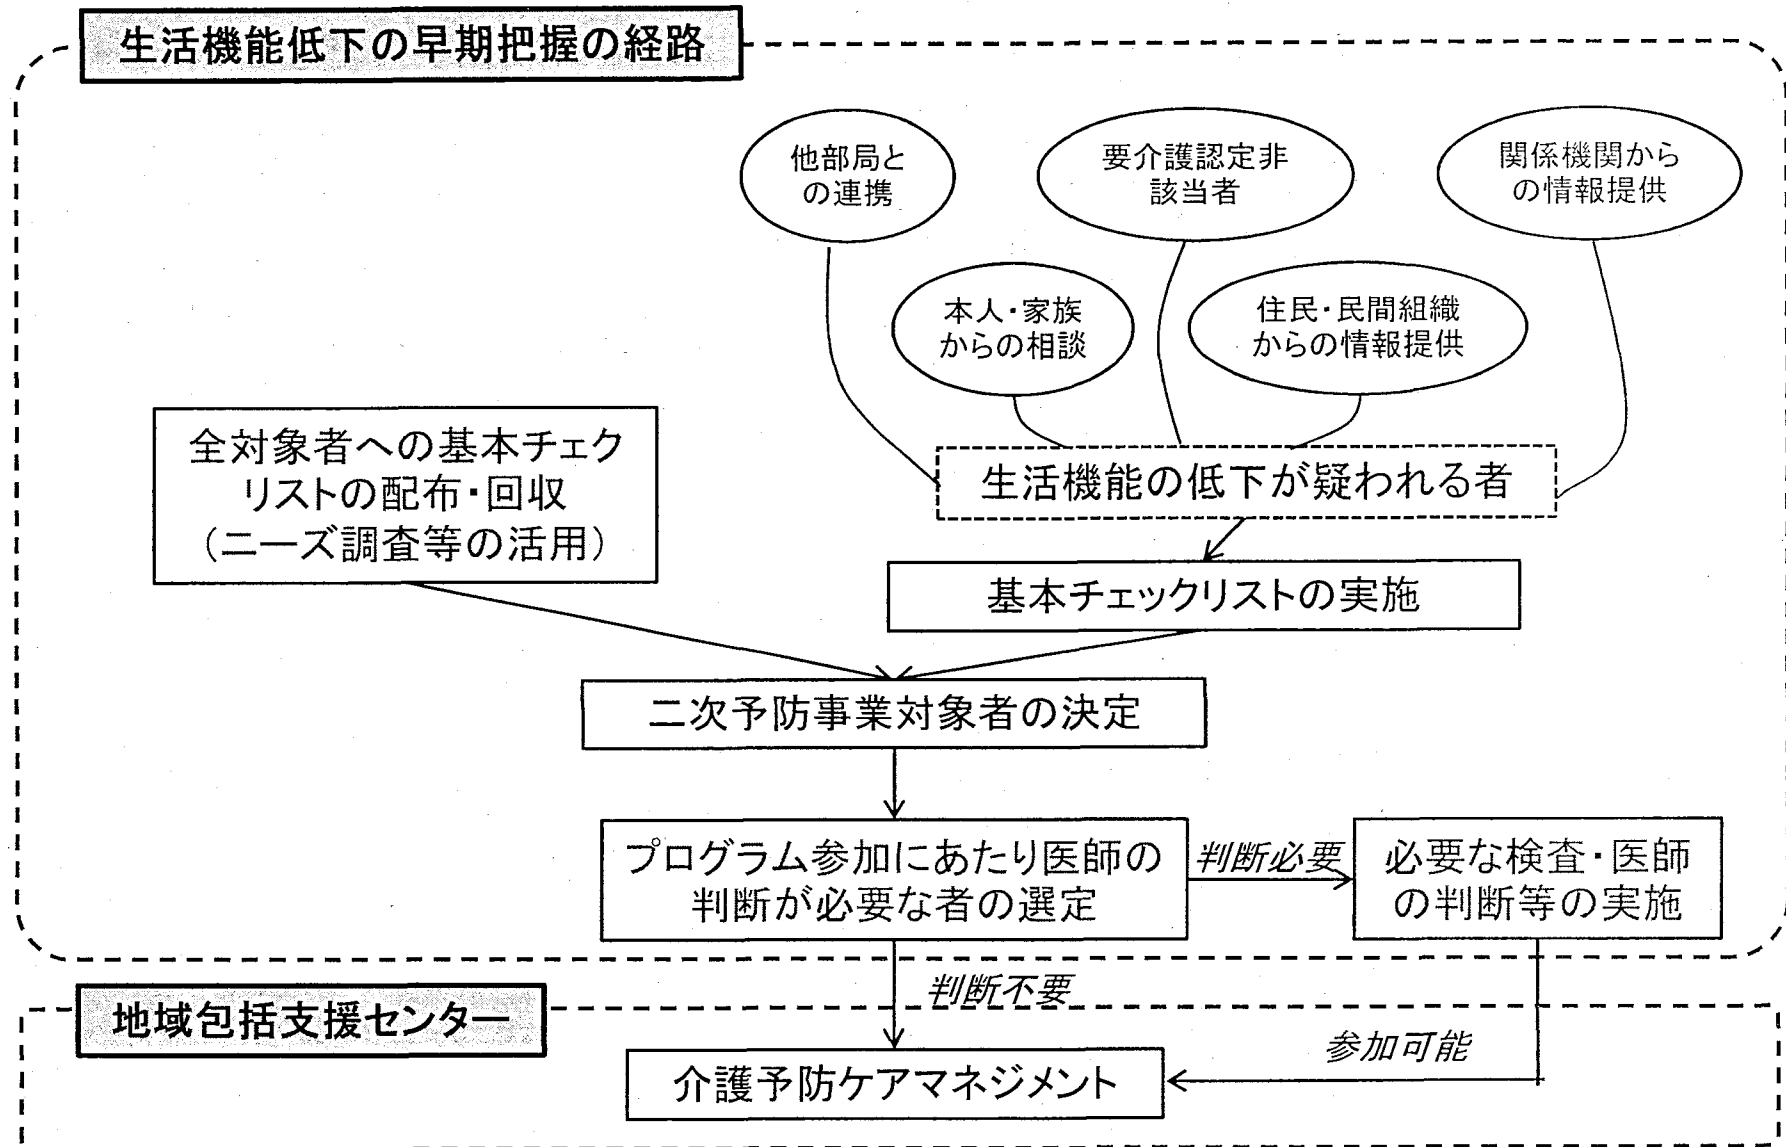 生活機能低下の早期把握の経路
他部局と
の連携
要介護認定非
該当者
関係機関から
の情報提供
本人・家族
からの相談
住民・民間組織
からの情報提供
全対象者への基本チェク
リストの配布・回収
（ニーズ調査等の活用）
生活機能の低下が疑われる者
基本チェックリストの実施
二次予防事業対象者の決定
プログラム参加にあたり医師の
判断が必要な者の選定
判断必要
必要な検査・医師
の判断等の実施
判断不要
地域包括支援センター
参加可能
介護予防ケアマネジメント